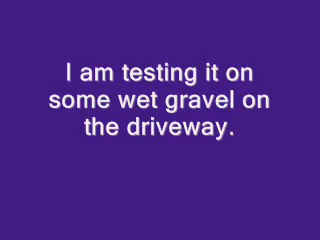 I am testing it on
some wet gravel on
the driveway.